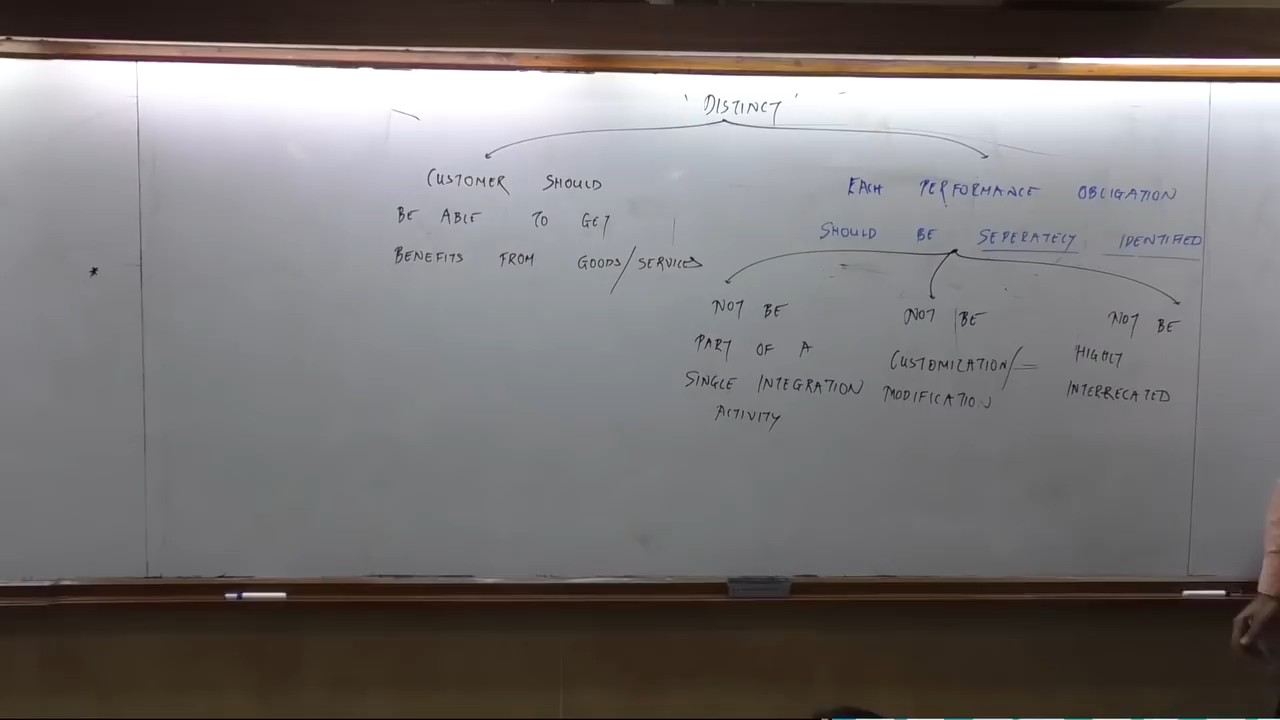 'DISTINCT'
CUSTOMER SHOULD
BE ABLE TO GET
BENEFITS FROM GOODS/SERVICES
EACH PERFORMANCE OBLIGATION
SHOULD BE SEPERATELY IDENTIFIED
NOT BE
PART OF A
SINGLE INTEGRATION
ACTIVITY
NOT BE
CUSTOMIZATION/
MODIFICATION
NOT BE
HIGHLY
INTERRECATED